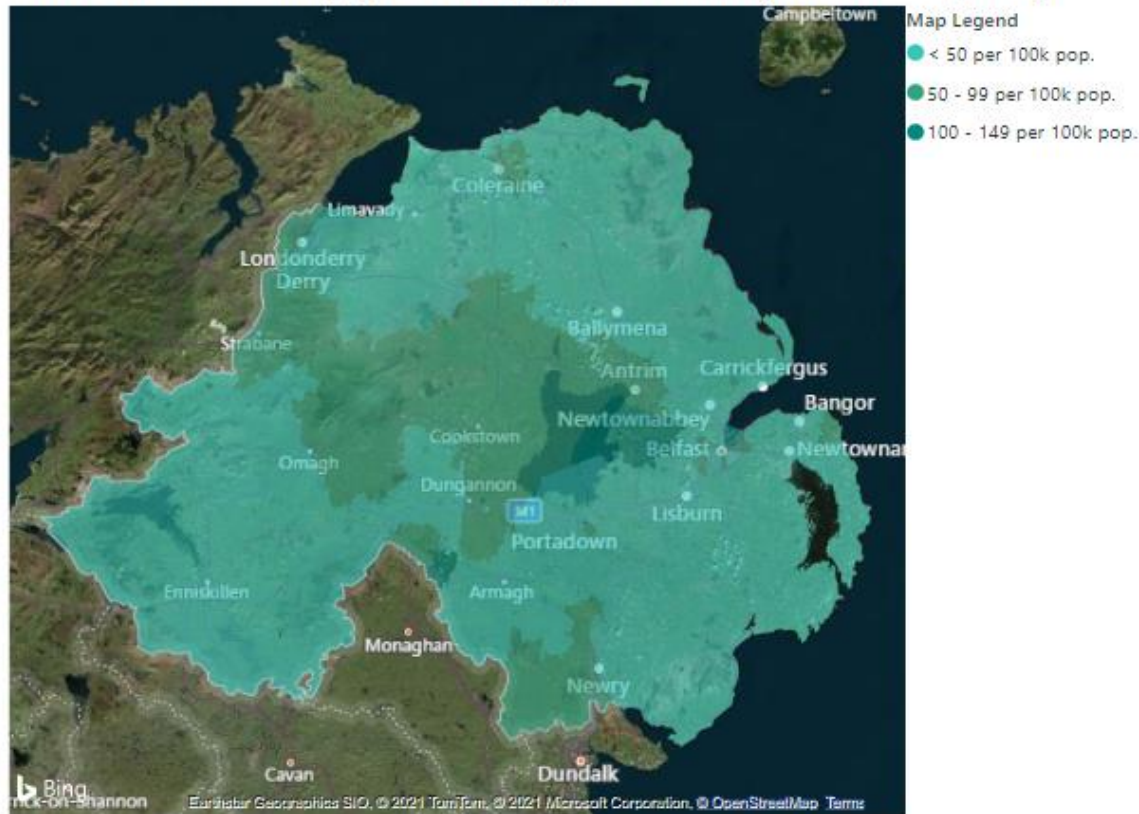 Campbeltown
Map Legend
< 50 per 100k pop.
50 - 99 per 100k pop.
100 - 149 per 100k pop.
Coleraine
Limavady
Londonderry
Derry
Strabane
Ballymena
Antrim
Carrickfergus
Newtownabbey
Bangor
Cookstown
Belfast
Newtownar
Omagh
Dungannon
Lisburn
M1
Portadown
Enniskillen
Armagh
Monaghan
Newry
Cavan
Dundalk
Bing
rrick-on-Shannon
Earthstar Geographics SIO, © 2021 TomTom, © 2021 Microsoft Corporation, © OpenStreetMap Terms